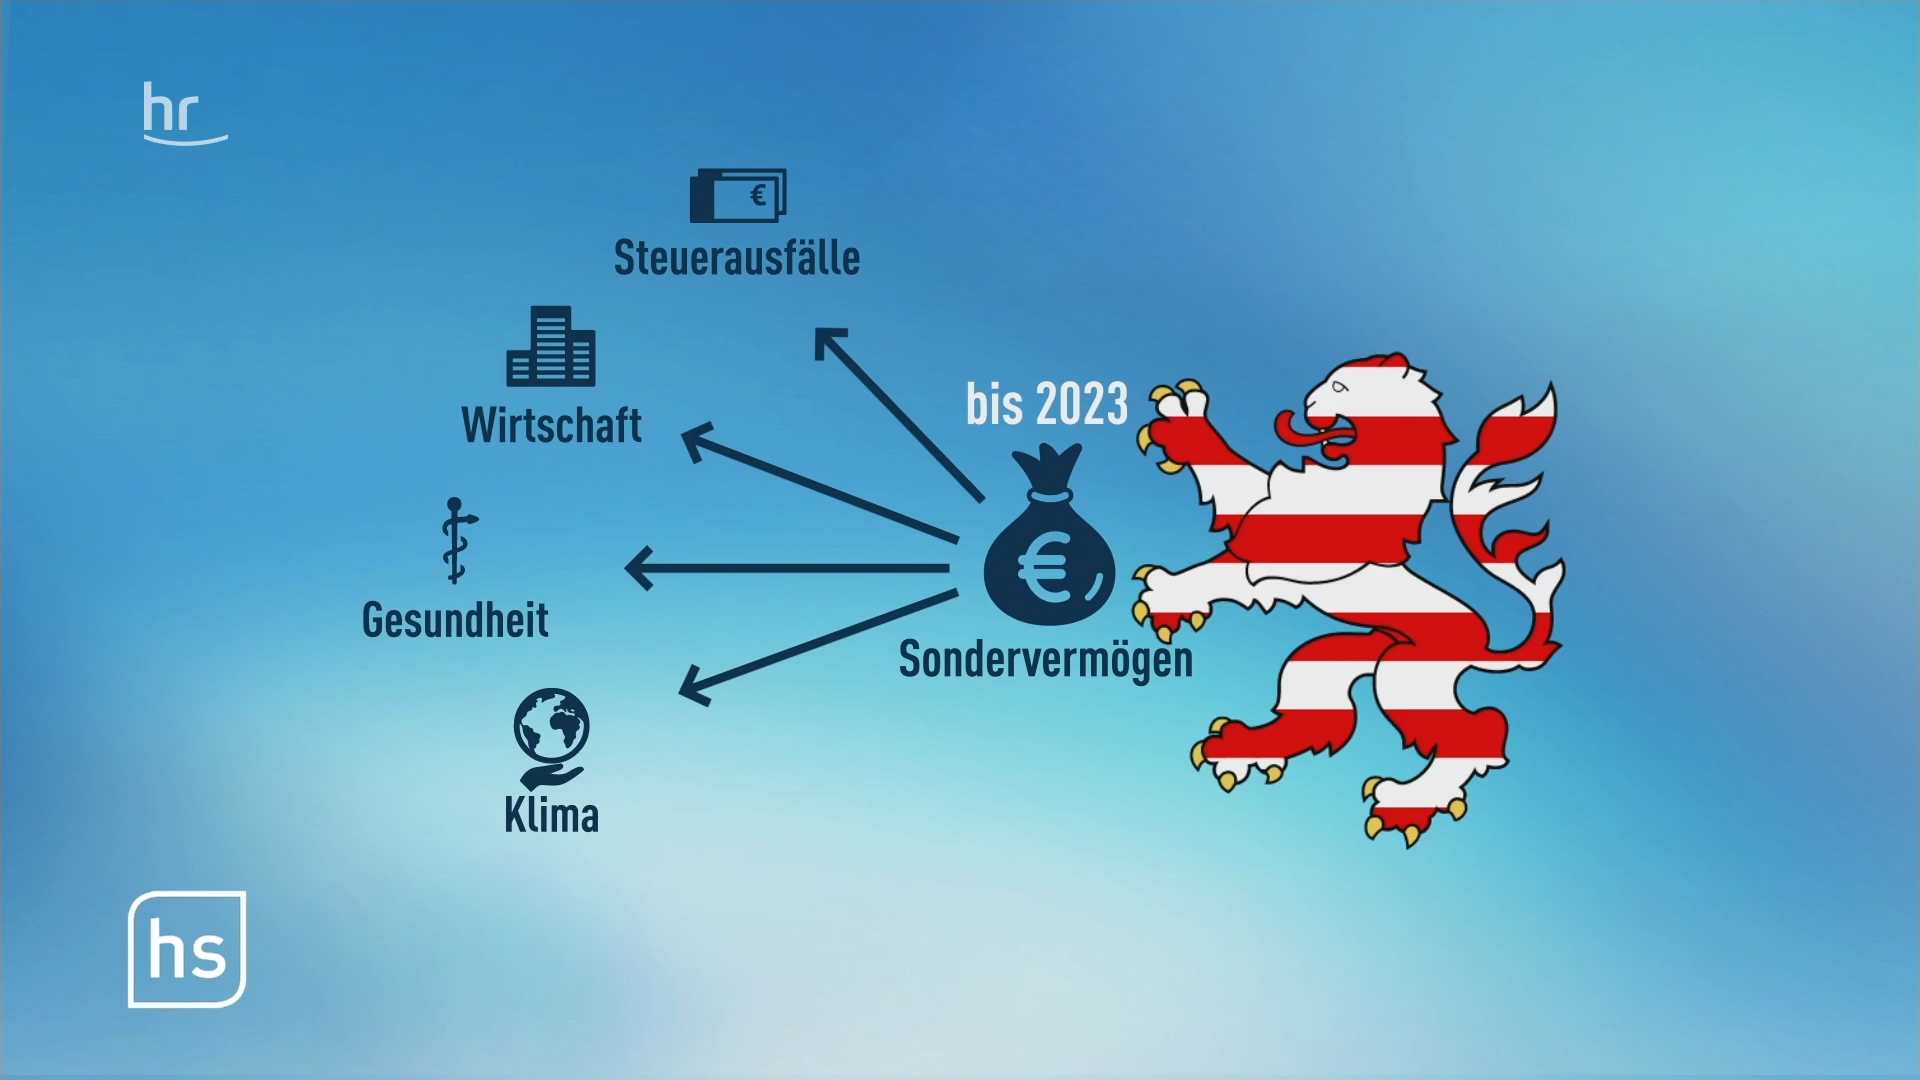 hr
€
Steuerausfälle
Wirtschaft
bis 2023
€
Sondervermögen
Gesundheit
Klima
hs